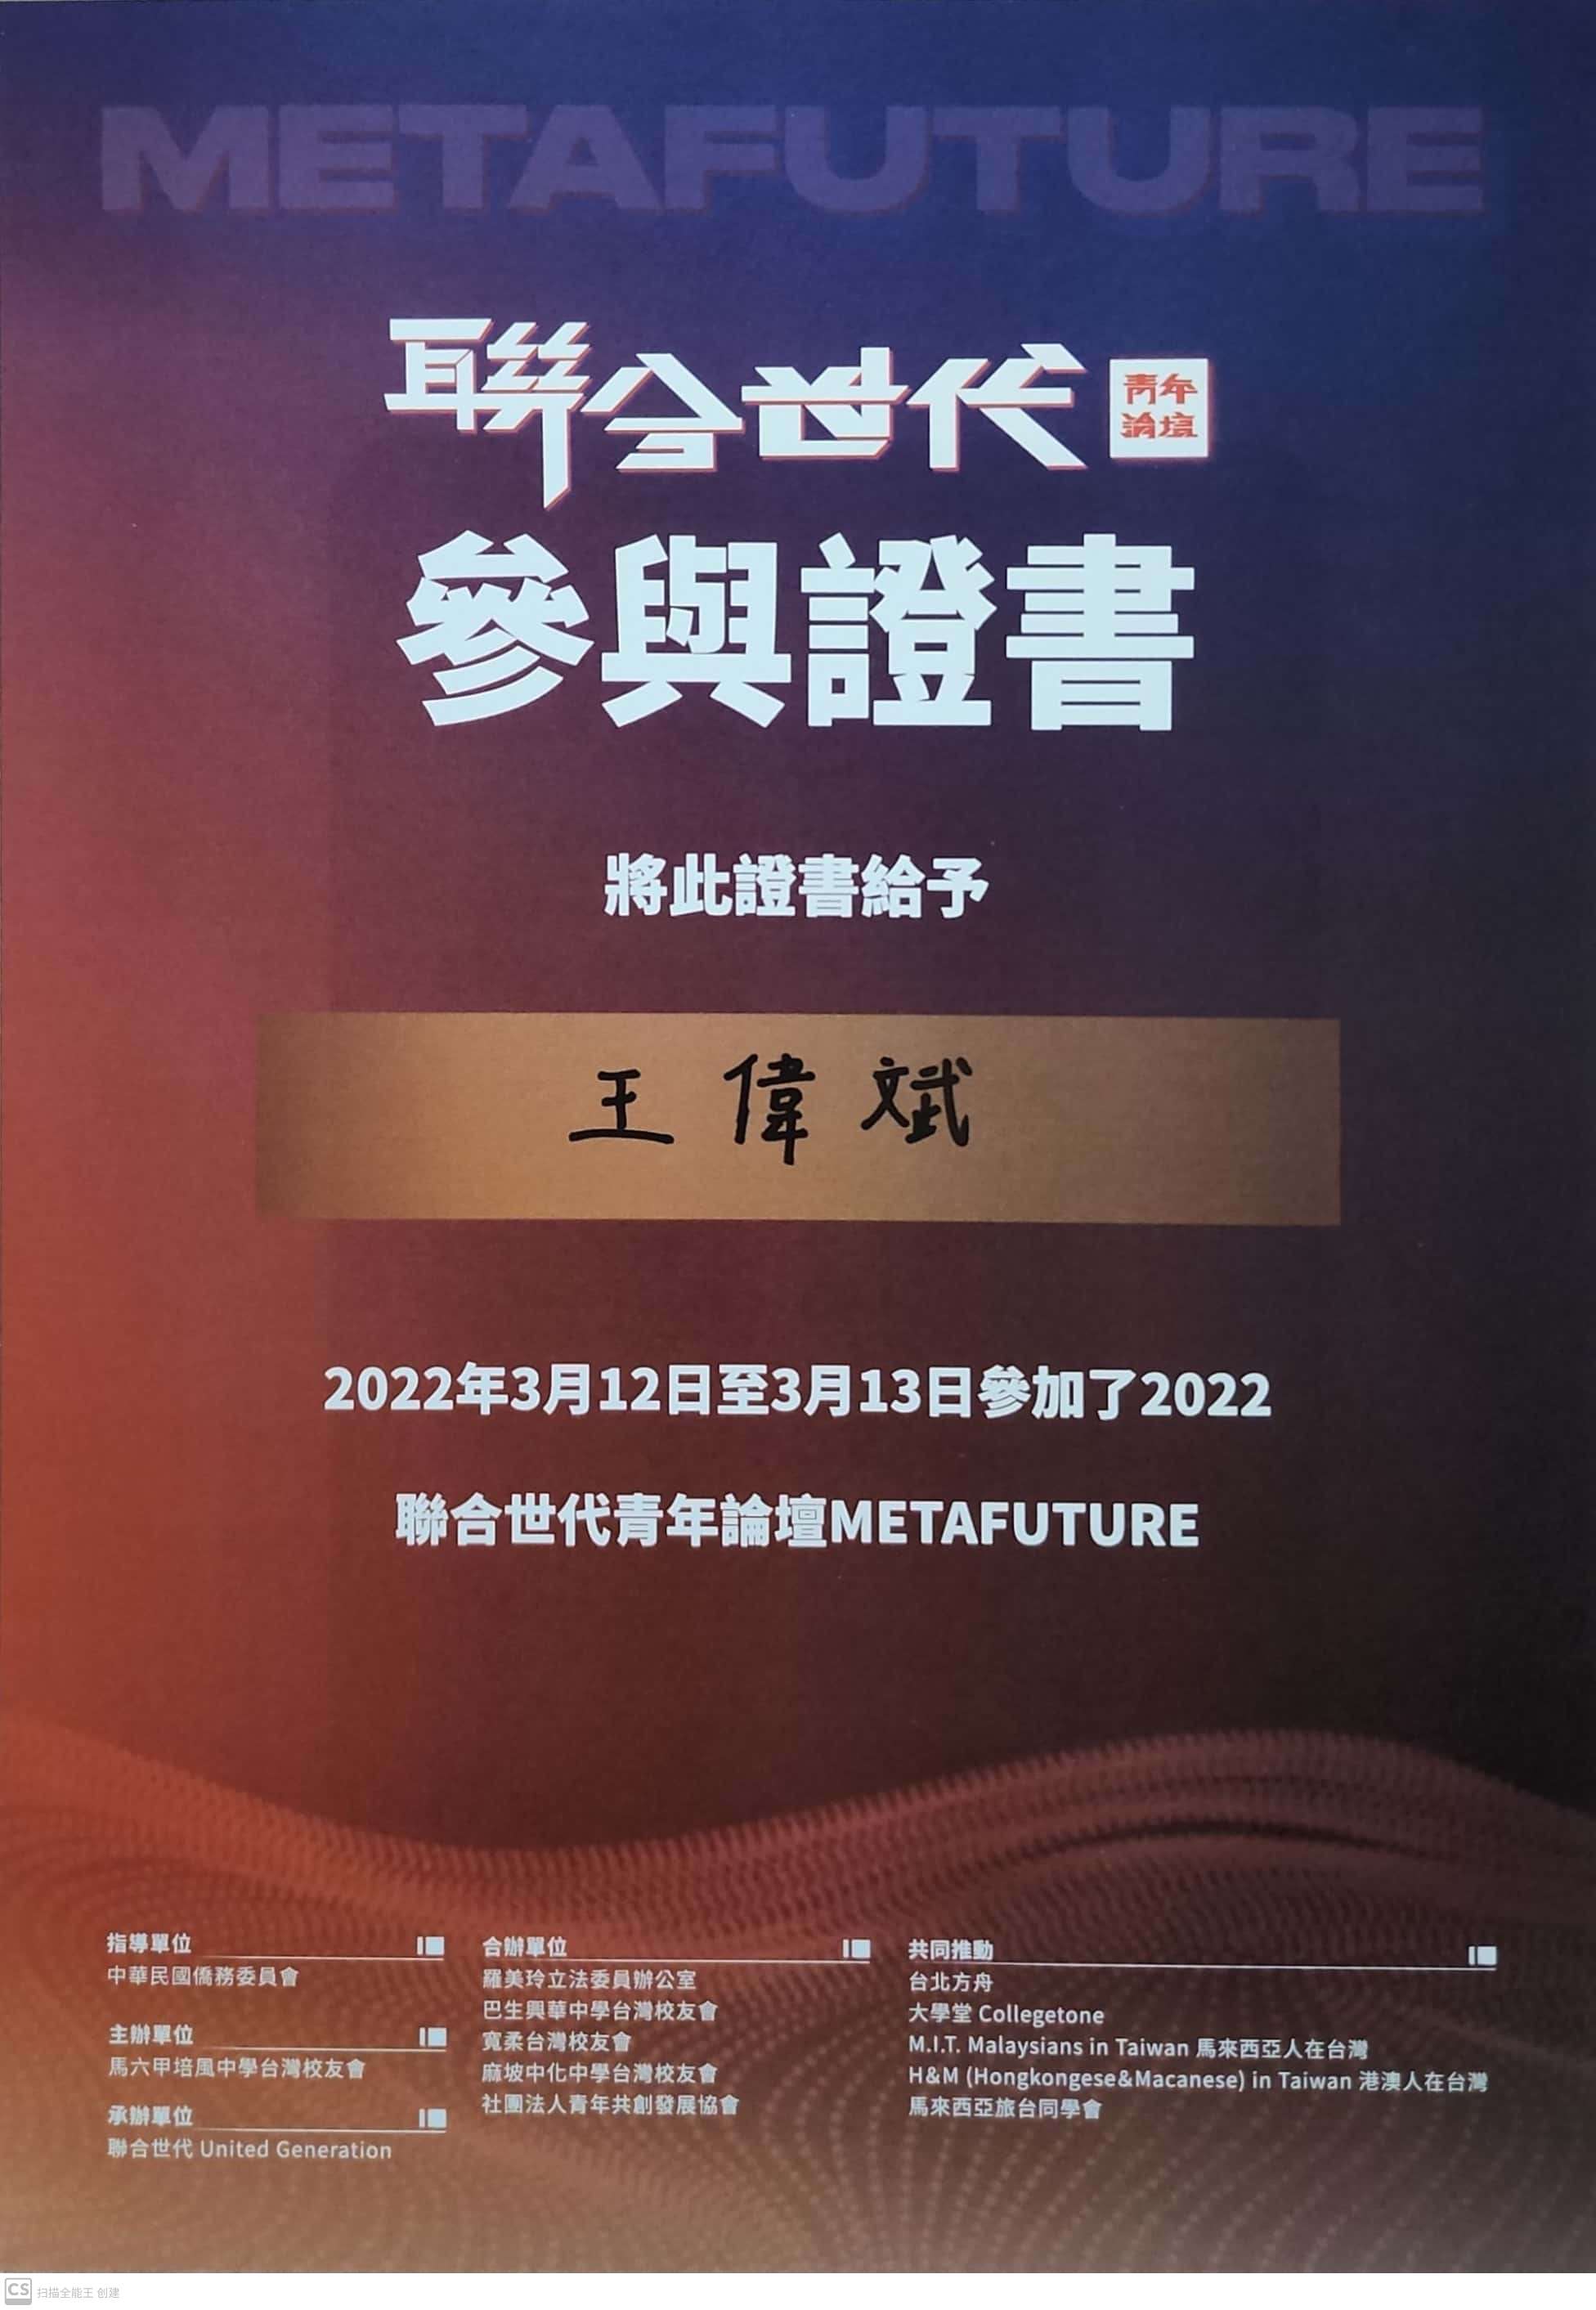 METAFUTURE
聯合世代 青年論壇
參與證書
將此證書給予
王偉斌
2022年3月12日至3月13日參加了2022
聯合世代青年論壇METAFUTURE
指導單位
中華民國僑務委員會
主辦單位
馬六甲培風中學台灣校友會
承辦單位
聯合世代 United Generation
合辦單位
羅美玲立法委員辦公室
巴生興華中學台灣校友會
寬柔台灣校友會
麻坡中化中學台灣校友會
社團法人青年共創發展協會
共同推動
台北方舟
大學堂 Collegetone
M.I.T. Malaysians in Taiwan 馬來西亞人在台灣
H&M (Hongkongese&Macanese) in Taiwan 港澳人在台灣
馬來西亞旅台同學會
CS 扫描全能王 创建